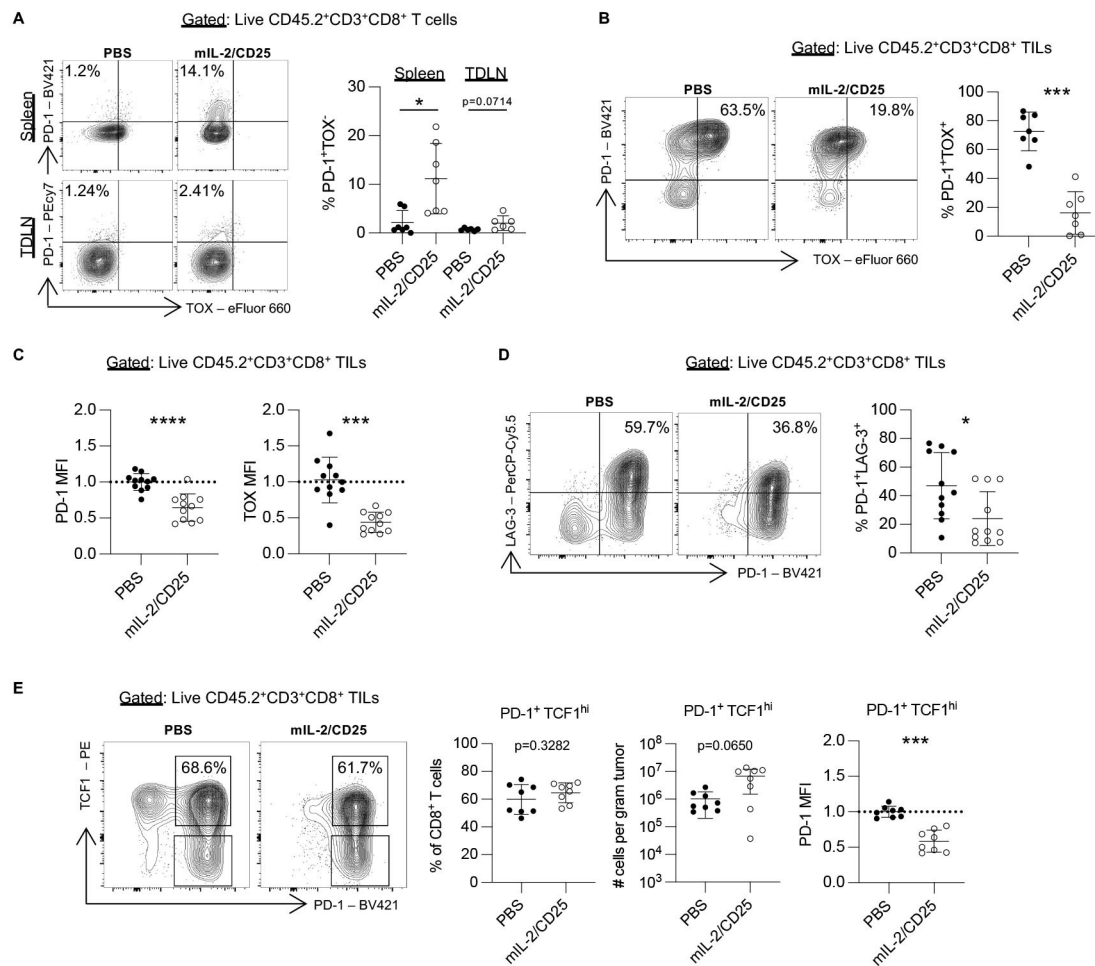 A
Gated: Live CD45.2+CD3+CD8+ T cells
PBS
mIL-2/CD25
Spleen
PD-1 – BV421
1.2%
14.1%
TDLN
PD-1 – PEcy7
1.24%
2.41%
TOX – eFluor 660
Spleen
TDLN
*
p=0.0714
% PD-1+TOX-
30
20
10
0
PBS
mIL-2/CD25
PBS
mIL-2/CD25
B
Gated: Live CD45.2+CD3+CD8+ TILs
PBS
mIL-2/CD25
PD-1 – BV421
63.5%
19.8%
TOX – eFluor 660
% PD-1+TOX+
***
100
80
60
40
20
0
PBS
mIL-2/CD25
C
Gated: Live CD45.2+CD3+CD8+ TILs
PD-1 MFI
****
2.0
1.5
1.0
0.5
0.0
PBS
mIL-2/CD25
TOX MFI
***
2.0
1.5
1.0
0.5
0.0
PBS
mIL-2/CD25
D
Gated: Live CD45.2+CD3+CD8+ TILs
PBS
mIL-2/CD25
LAG-3 – PerCP-Cy5.5
59.7%
36.8%
PD-1 – BV421
% PD-1+LAG-3+
*
100
80
60
40
20
0
PBS
mIL-2/CD25
E
Gated: Live CD45.2+CD3+CD8+ TILs
PBS
mIL-2/CD25
TCF1 – PE
68.6%
61.7%
PD-1 – BV421
PD-1+ TCF1hi
p=0.3282
% of CD8+ T cells
100
80
60
40
20
0
PBS
mIL-2/CD25
PD-1+ TCF1hi
p=0.0650
# cells per gram tumor
10^8
10^7
10^6
10^5
10^4
10^3
PBS
mIL-2/CD25
PD-1+ TCF1hi
***
PD-1 MFI
2.0
1.5
1.0
0.5
0.0
PBS
mIL-2/CD25